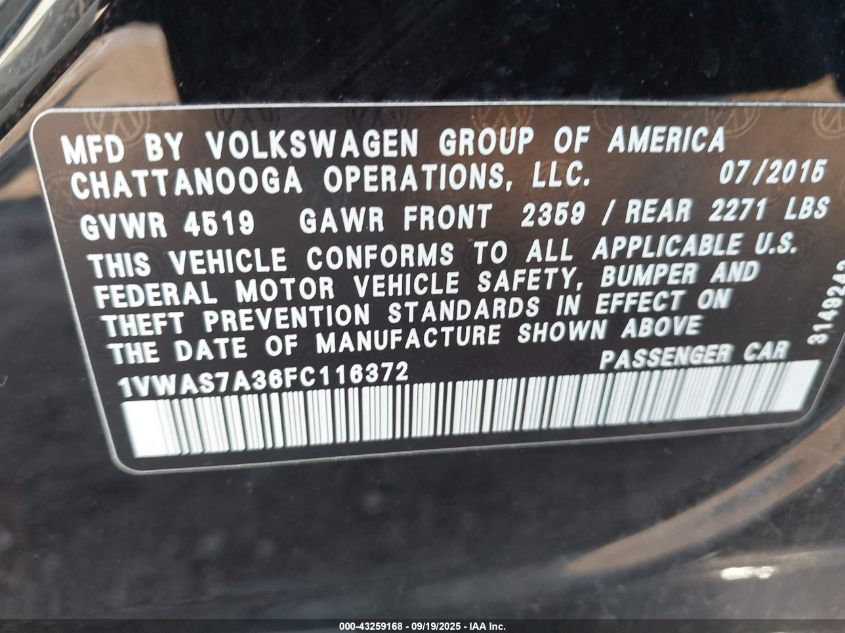 MFD BY VOLKSWAGEN GROUP OF AMERICA
CHATTANOOGA OPERATIONS, LLC. 07/2015
GVWR 4519 GAWR FRONT 2359 / REAR 2271 LBS
THIS VEHICLE CONFORMS TO ALL APPLICABLE U.S.
FEDERAL MOTOR VEHICLE SAFETY, BUMPER AND
THEFT PREVENTION STANDARDS IN EFFECT ON
THE DATE OF MANUFACTURE SHOWN ABOVE
1VWAS7A36FC116372 PASSENGER CAR
000-43259168 - 09/19/2025 - IAA Inc.